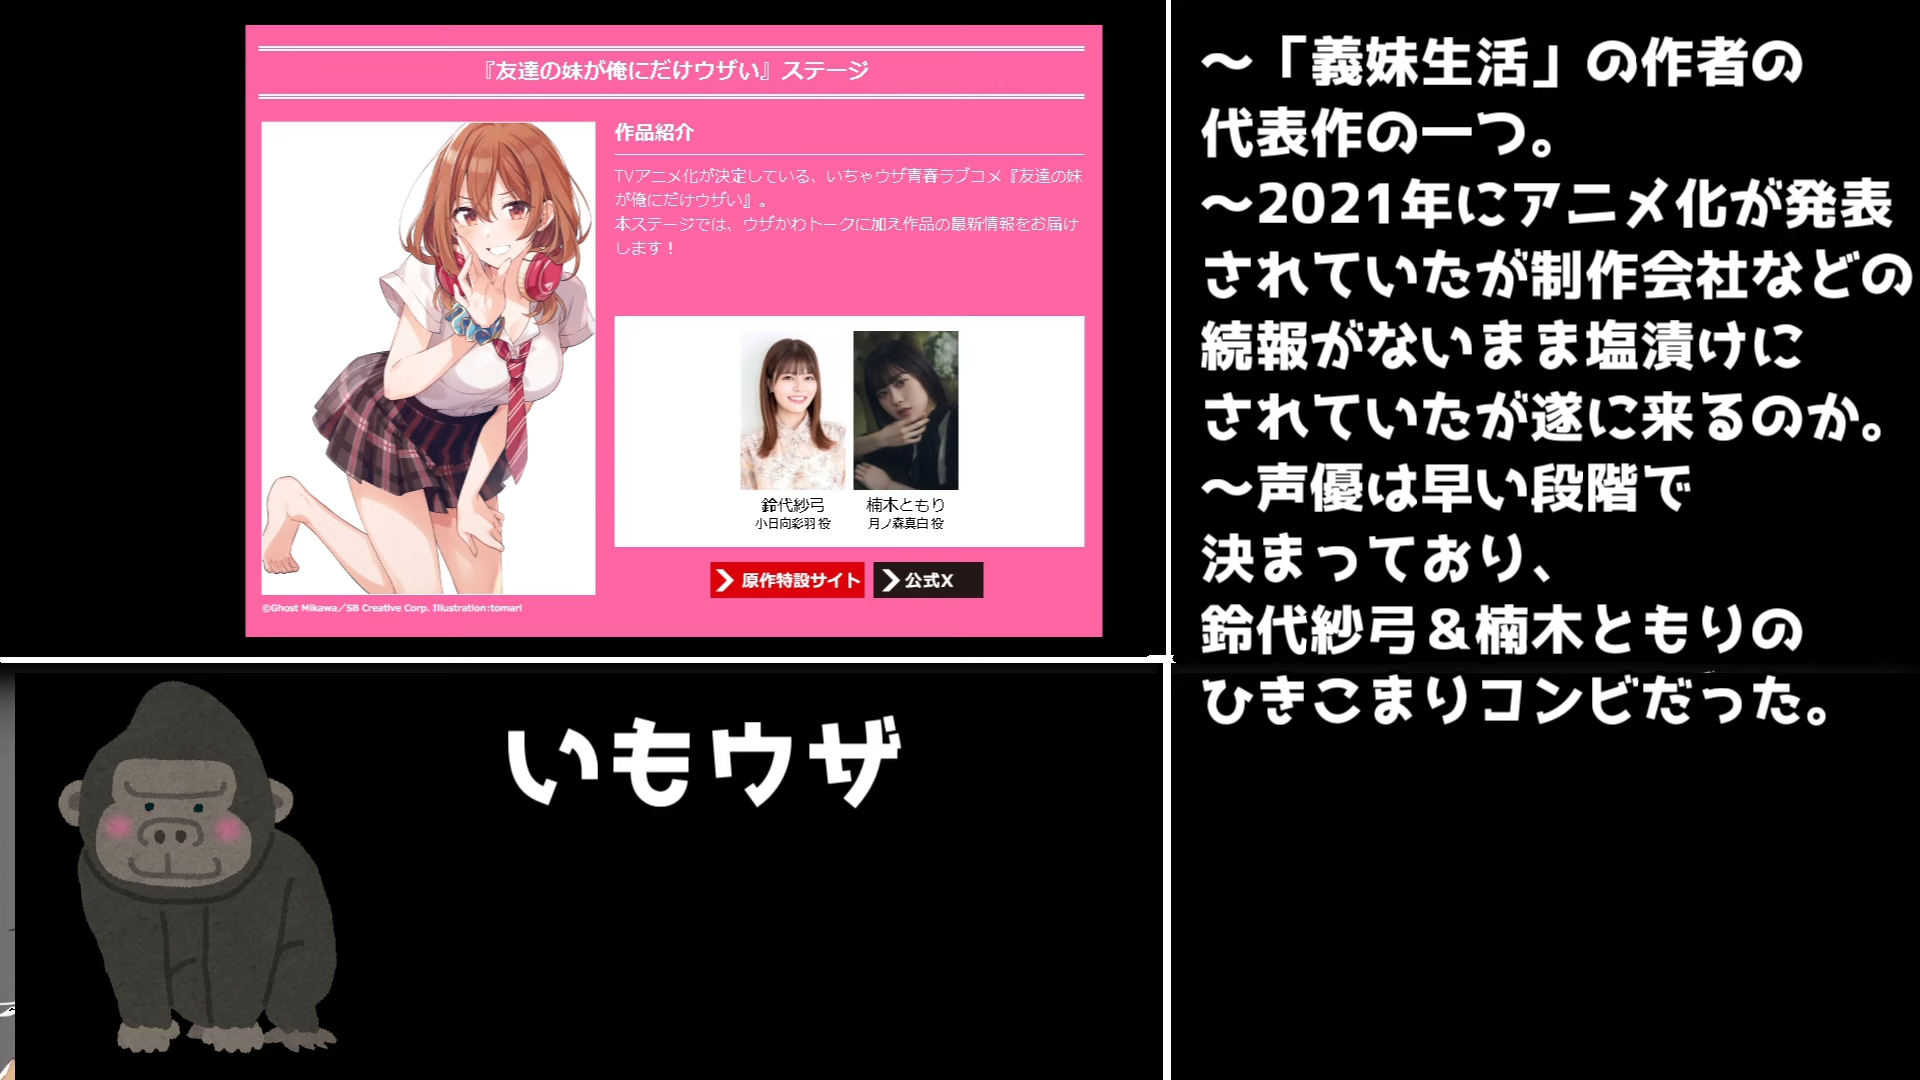 『友達の妹が俺にだけウザい』ステージ
作品紹介
TVアニメ化が決定している、いちゃウザ青春ラブコメ『友達の妹
が俺にだけウザい』。
本ステージでは、ウザかわトークに加え作品の最新情報をお届け
します！
鈴代紗弓
小日向彩羽 役
楠木ともり
月ノ森真白 役
原作特設サイト
公式X
©Ghost Mikawa／SB Creative Corp. Illustration:tomari
～「義妹生活」の作者の
代表作の一つ。
～2021年にアニメ化が発表
されていたが制作会社などの
続報がないまま塩漬けに
されていたが遂に来るのか。
～声優は早い段階で
決まっており、
鈴代紗弓＆楠木ともりの
ひきこまりコンビだった。
いもウザ